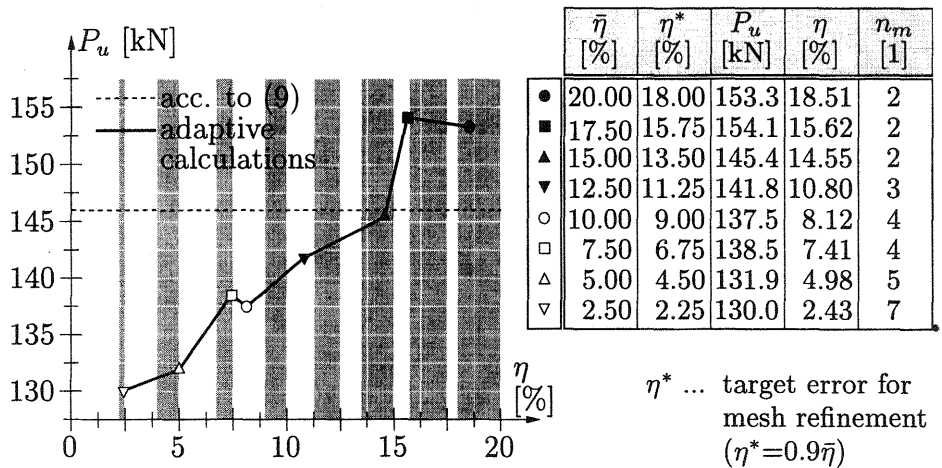 P_u [kN]
155
150
145
140
135
130
acc. to (9)
adaptive
calculations
0
5
10
15
20
η
[%]
η̄ η* P_u η n_m
[%] [%] [kN] [%] [1]
● 20.00 18.00 153.3 18.51 2
■ 17.50 15.75 154.1 15.62 2
▲ 15.00 13.50 145.4 14.55 2
▼ 12.50 11.25 141.8 10.80 3
○ 10.00 9.00 137.5 8.12 4
□ 7.50 6.75 138.5 7.41 4
△ 5.00 4.50 131.9 4.98 5
▽ 2.50 2.25 130.0 2.43 7
η* ... target error for
mesh refinement
(η*=0.9η̄)